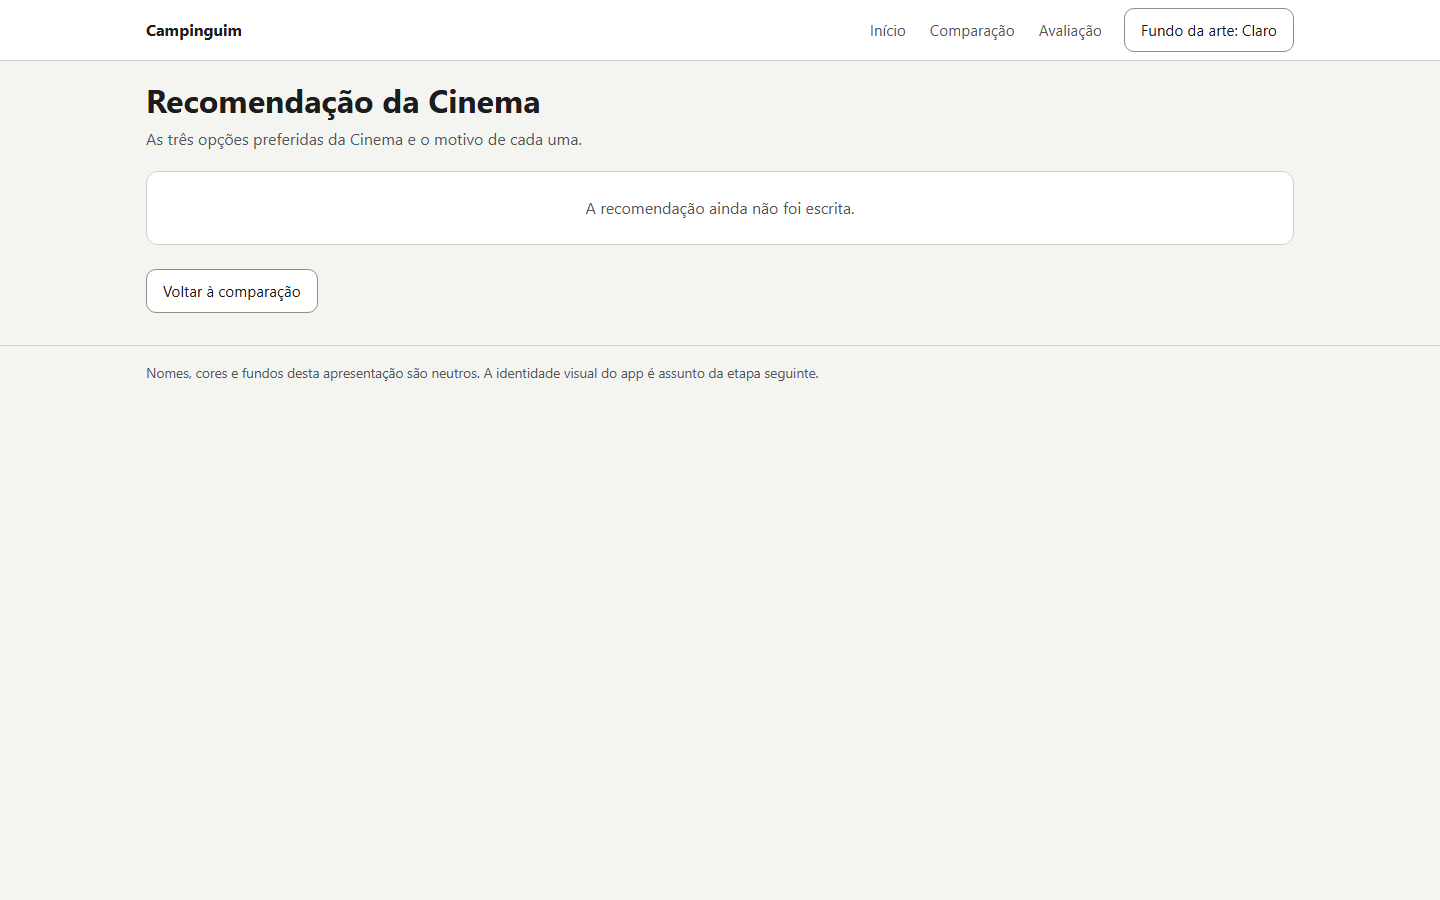 Campinguim
Início
Comparação
Avaliação
Fundo da arte: Claro
Recomendação da Cinema
As três opções preferidas da Cinema e o motivo de cada uma.
A recomendação ainda não foi escrita.
Voltar à comparação
Nomes, cores e fundos desta apresentação são neutros. A identidade visual do app é assunto da etapa seguinte.